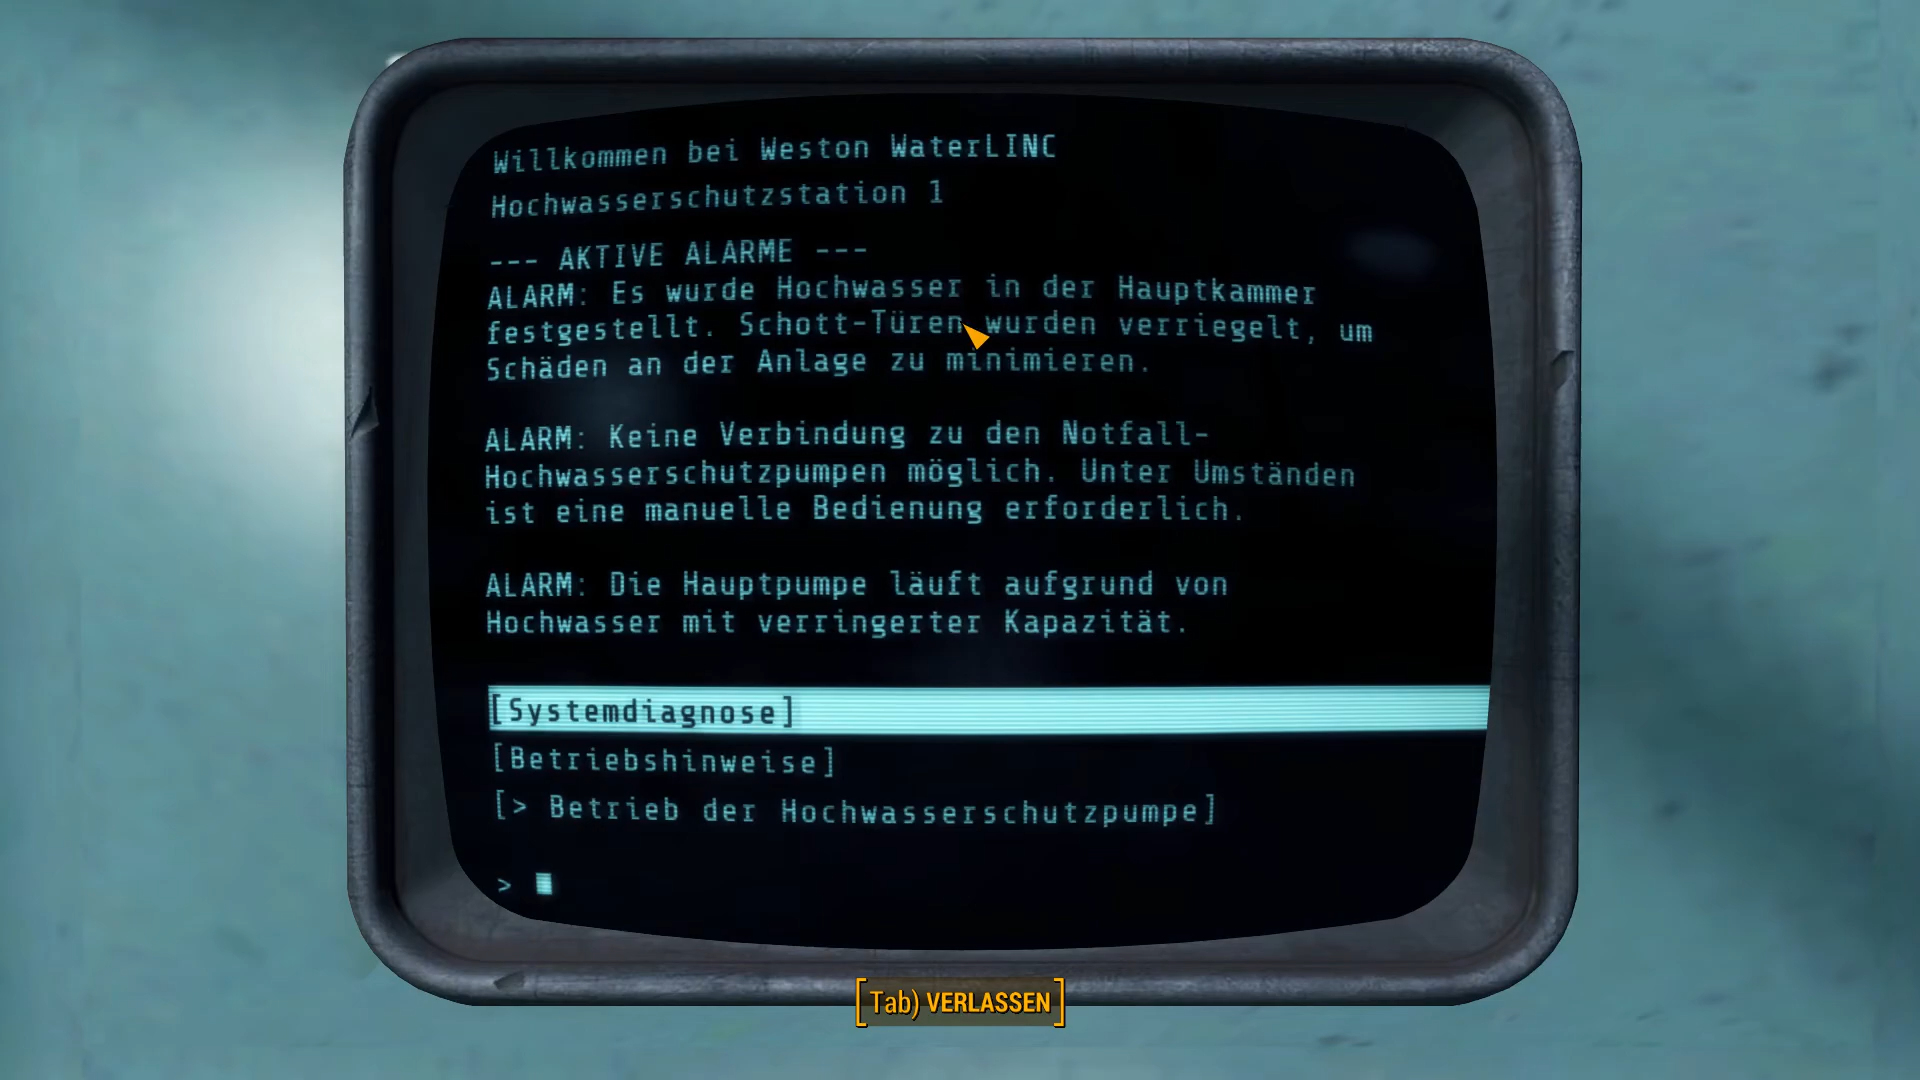 Willkommen bei Weston WaterLINC
Hochwasserschutzstation 1
--- AKTIVE ALARME ---
ALARM: Es wurde Hochwasser in der Hauptkammer
festgestellt. Schott-Türen wurden verriegelt, um
Schäden an der Anlage zu minimieren.
ALARM: Keine Verbindung zu den Notfall-
Hochwasserschutzpumpen möglich. Unter Umständen
ist eine manuelle Bedienung erforderlich.
ALARM: Die Hauptpumpe läuft aufgrund von
Hochwasser mit verringerter Kapazität.
[Systemdiagnose]
[Betriebshinweise]
[> Betrieb der Hochwasserschutzpumpe]
>
[Tab) VERLASSEN]